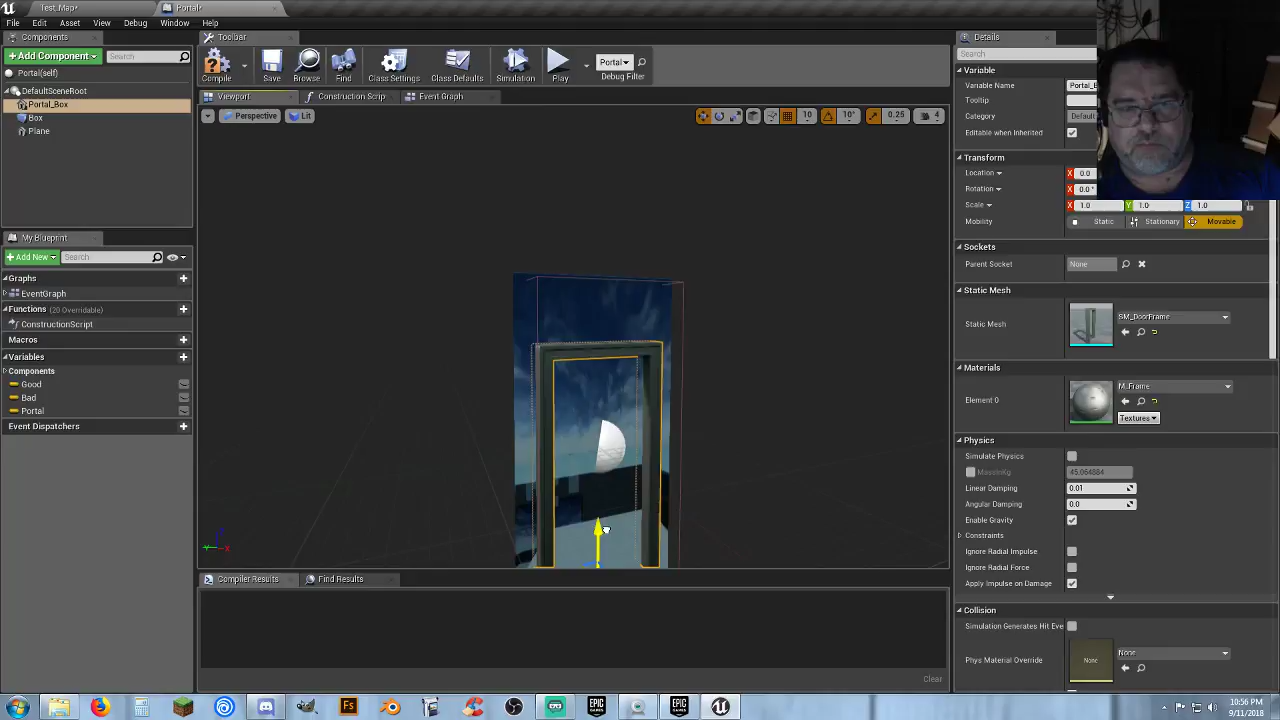 Test_Map*
Portal*
File Edit Asset View Debug Window Help
Components
Toolbar
Details
+ Add Component
Search
Portal(self)
DefaultSceneRoot
Portal_Box
Box
Plane
Compile
Save
Browse
Find
Class Settings
Class Defaults
Simulation
Play
Portal
Debug Filter
Viewport
Construction Scrip
Event Graph
Perspective
Lit
10
10°
0.25
4
My Blueprint
+ Add New
Search
Graphs
EventGraph
Functions (20 Overridable)
ConstructionScript
Macros
Variables
Components
Good
Bad
Portal
Event Dispatchers
Compiler Results
Find Results
Clear
Search
Variable
Variable Name Portal_B
Tooltip
Category Default
Editable when Inherited
Transform
Location X 0.0
Rotation X 0.0 °
Scale X 1.0 Y 1.0 Z 1.0
Mobility Static Stationary Movable
Sockets
Parent Socket None
Static Mesh
Static Mesh SM_DoorFrame
Materials
Element 0 M_Frame
Textures
Physics
Simulate Physics
MassInKg 45.064884
Linear Damping 0.01
Angular Damping 0.0
Enable Gravity
Constraints
Ignore Radial Impulse
Ignore Radial Force
Apply Impulse on Damage
Collision
Simulation Generates Hit Eve
Phys Material Override None None
10:56 PM
9/11/2018